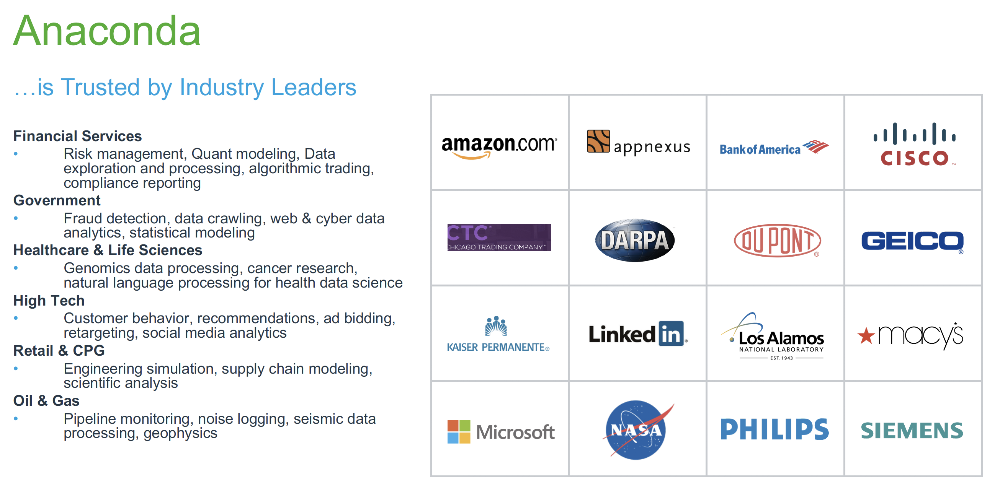 Anaconda
…is Trusted by Industry Leaders
Financial Services
• Risk management, Quant modeling, Data
exploration and processing, algorithmic trading,
compliance reporting
Government
• Fraud detection, data crawling, web & cyber data
analytics, statistical modeling
Healthcare & Life Sciences
• Genomics data processing, cancer research,
natural language processing for health data science
High Tech
• Customer behavior, recommendations, ad bidding,
retargeting, social media analytics
Retail & CPG
• Engineering simulation, supply chain modeling,
scientific analysis
Oil & Gas
• Pipeline monitoring, noise logging, seismic data
processing, geophysics
amazon.com®
appnexus
Bank of America
CISCO™
CTC®
CHICAGO TRADING COMPANY®
DARPA™
DU PONT®
GEICO®
KAISER PERMANENTE®
Linked in®
Los Alamos
NATIONAL LABORATORY
EST.1943
macy's
Microsoft
NASA
PHILIPS
SIEMENS